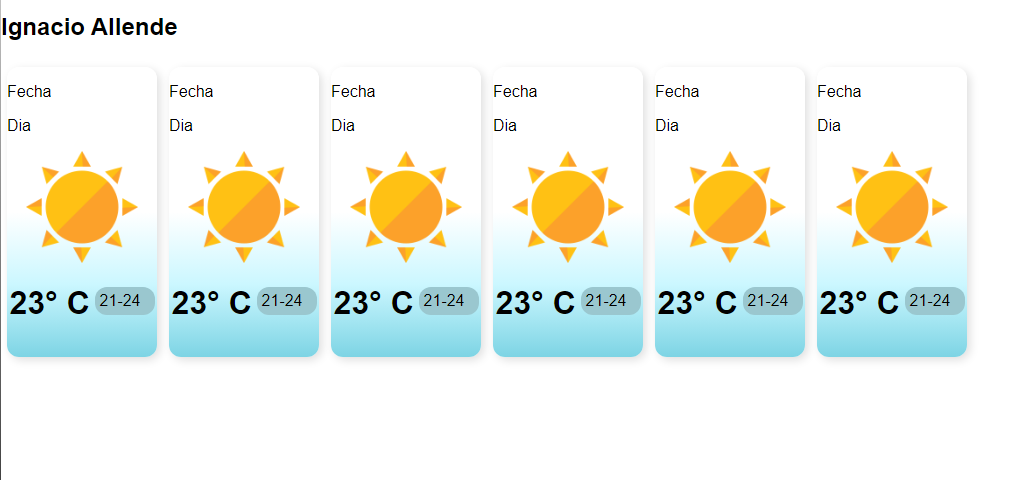 Ignacio Allende
Fecha Fecha Fecha Fecha Fecha Fecha
Dia Dia Dia Dia Dia Dia
23° C 21-24 23° C 21-24 23° C 21-24 23° C 21-24 23° C 21-24 23° C 21-24